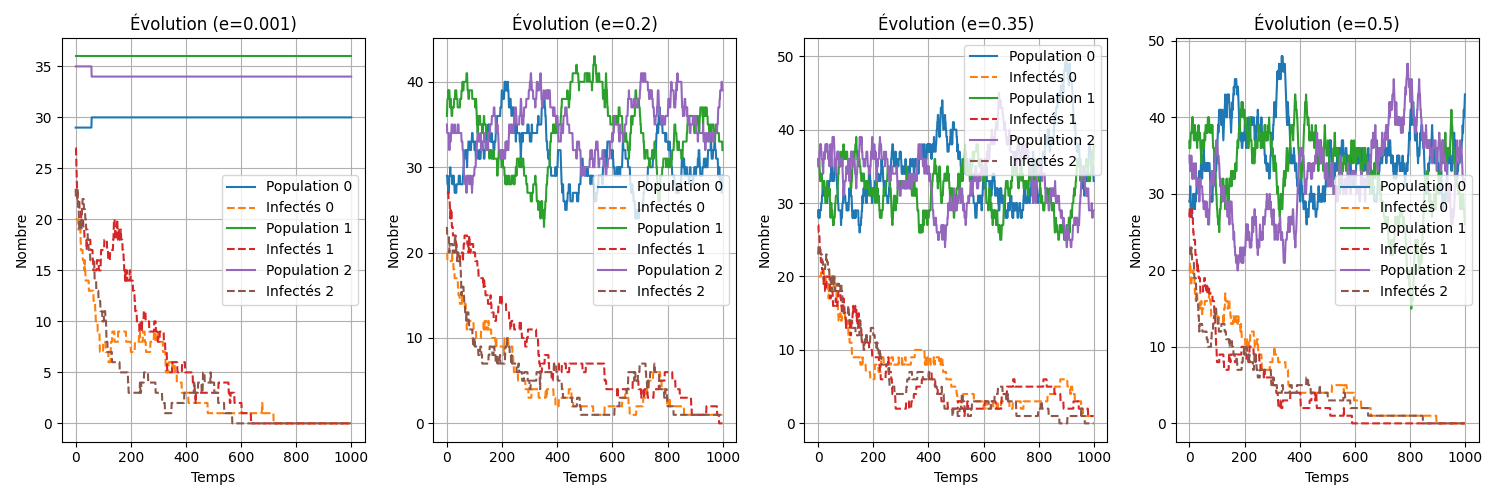 Évolution (e=0.001)
Nombre
35
30
25
20
15
10
5
0
Population 0
Infectés 0
Population 1
Infectés 1
Population 2
Infectés 2
0 200 400 600 800 1000
Temps
Évolution (e=0.2)
Nombre
40
30
20
10
0
Population 0
Infectés 0
Population 1
Infectés 1
Population 2
Infectés 2
0 200 400 600 800 1000
Temps
Évolution (e=0.35)
Nombre
50
40
30
20
10
0
Population 0
Infectés 0
Population 1
Infectés 1
Population 2
Infectés 2
0 200 400 600 800 1000
Temps
Évolution (e=0.5)
Nombre
50
40
30
20
10
0
Population 0
Infectés 0
Population 1
Infectés 1
Population 2
Infectés 2
0 200 400 600 800 1000
Temps